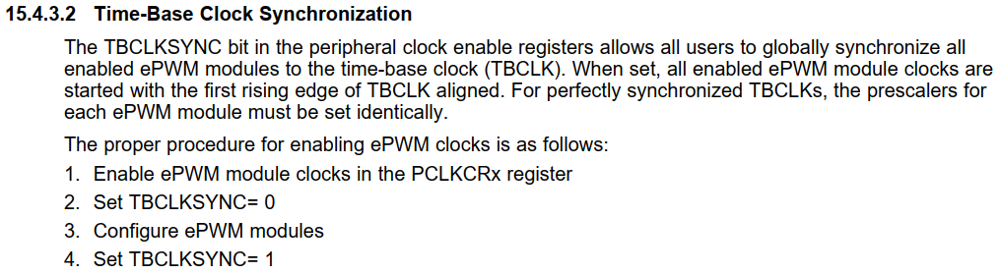 15.4.3.2 Time-Base Clock Synchronization
The TBCLKSYNC bit in the peripheral clock enable registers allows all users to globally synchronize all
enabled ePWM modules to the time-base clock (TBCLK). When set, all enabled ePWM module clocks are
started with the first rising edge of TBCLK aligned. For perfectly synchronized TBCLKs, the prescalers for
each ePWM module must be set identically.
The proper procedure for enabling ePWM clocks is as follows:
1. Enable ePWM module clocks in the PCLKCRx register
2. Set TBCLKSYNC= 0
3. Configure ePWM modules
4. Set TBCLKSYNC= 1